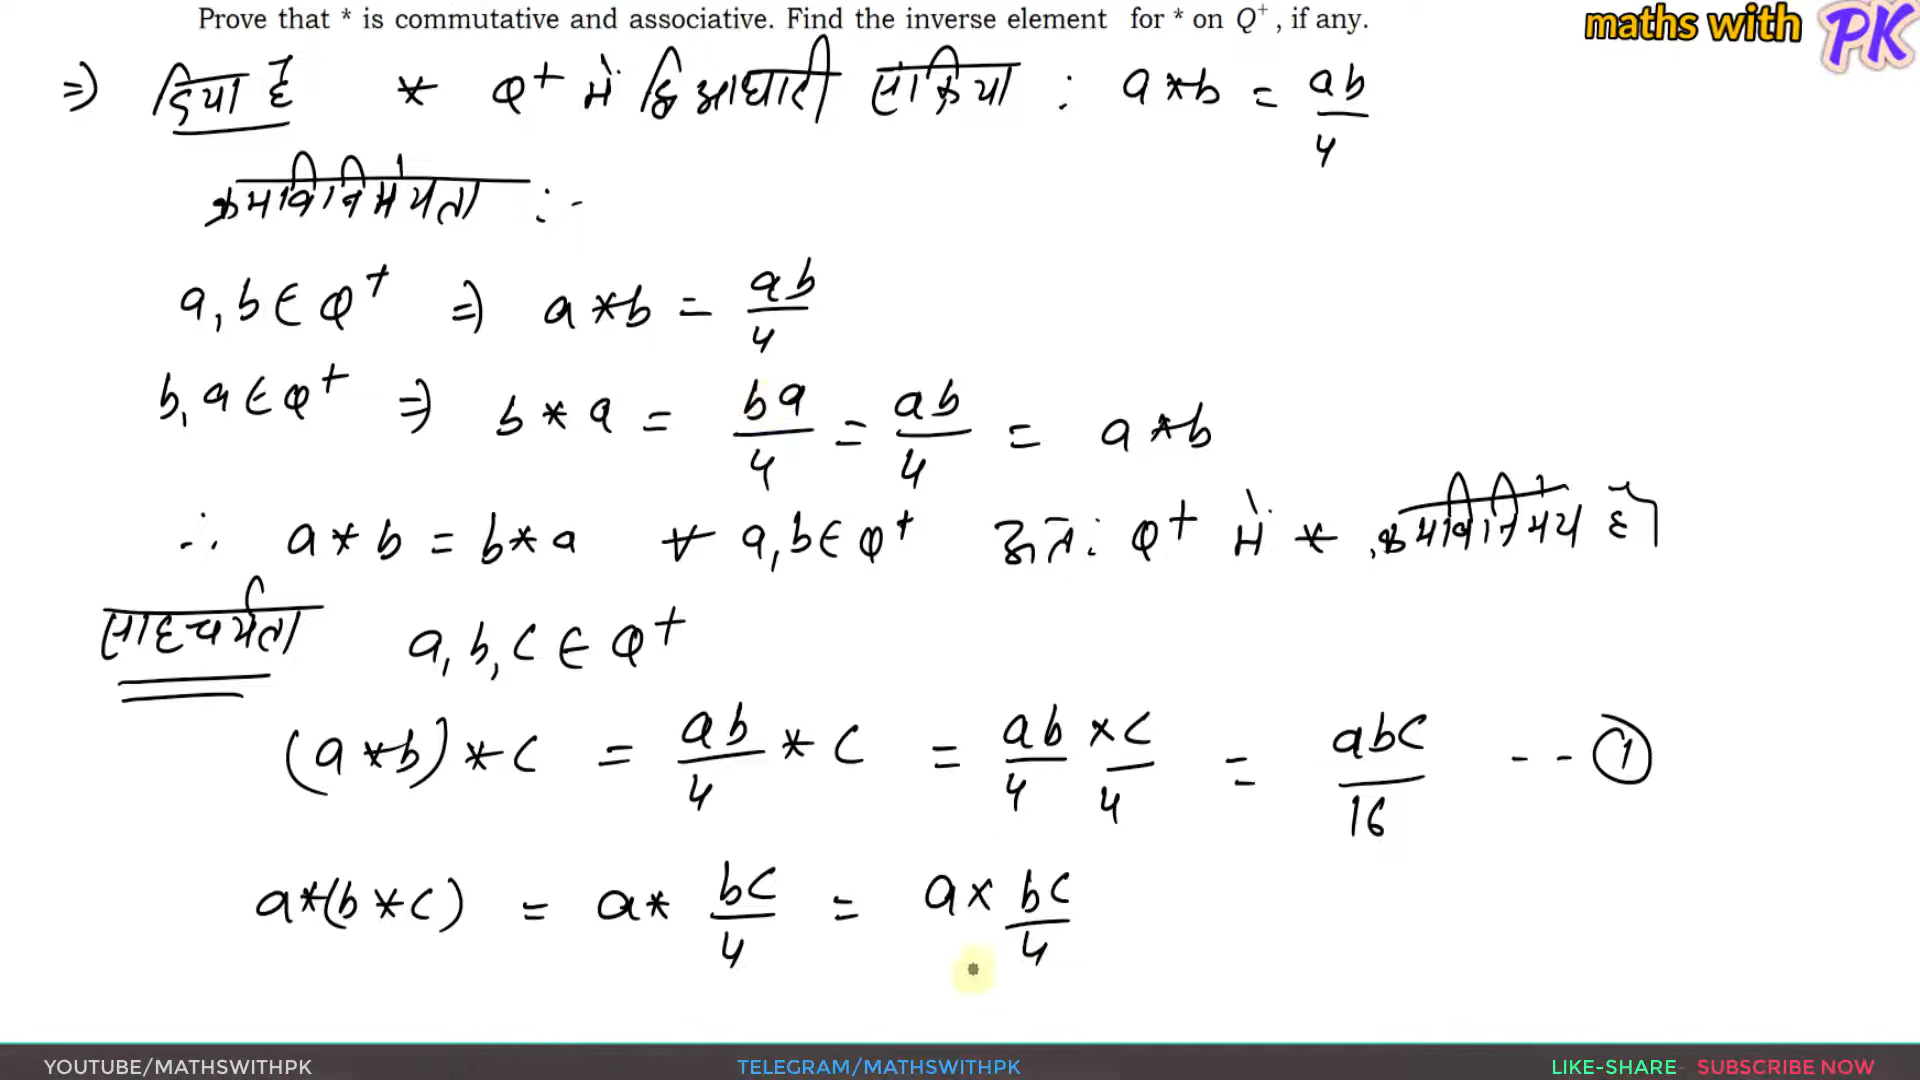 Prove that * is commutative and associative. Find the inverse element for * on Q⁺, if any.
maths with PK
⇒) दिया है * Q⁺ में द्विआधारी संक्रिया : a*b = ab/4
क्रमविनिमेयता :-
a, b ∈ Q⁺ ⇒ a*b = ab/4
b, a ∈ Q⁺ ⇒ b*a = ba/4 = ab/4 = a*b
∴ a*b = b*a ∀ a, b ∈ Q⁺ अतः Q⁺ में * क्रमविनिमय है।
साहचर्यता a, b, c ∈ Q⁺
(a*b)*c = ab/4 * c = ab/4 × c/4 = abc/16 --- ①
a*(b*c) = a* bc/4 = a× bc/4
YOUTUBE/MATHSWITHPK TELEGRAM/MATHSWITHPK LIKE-SHARE- SUBSCRIBE NOW